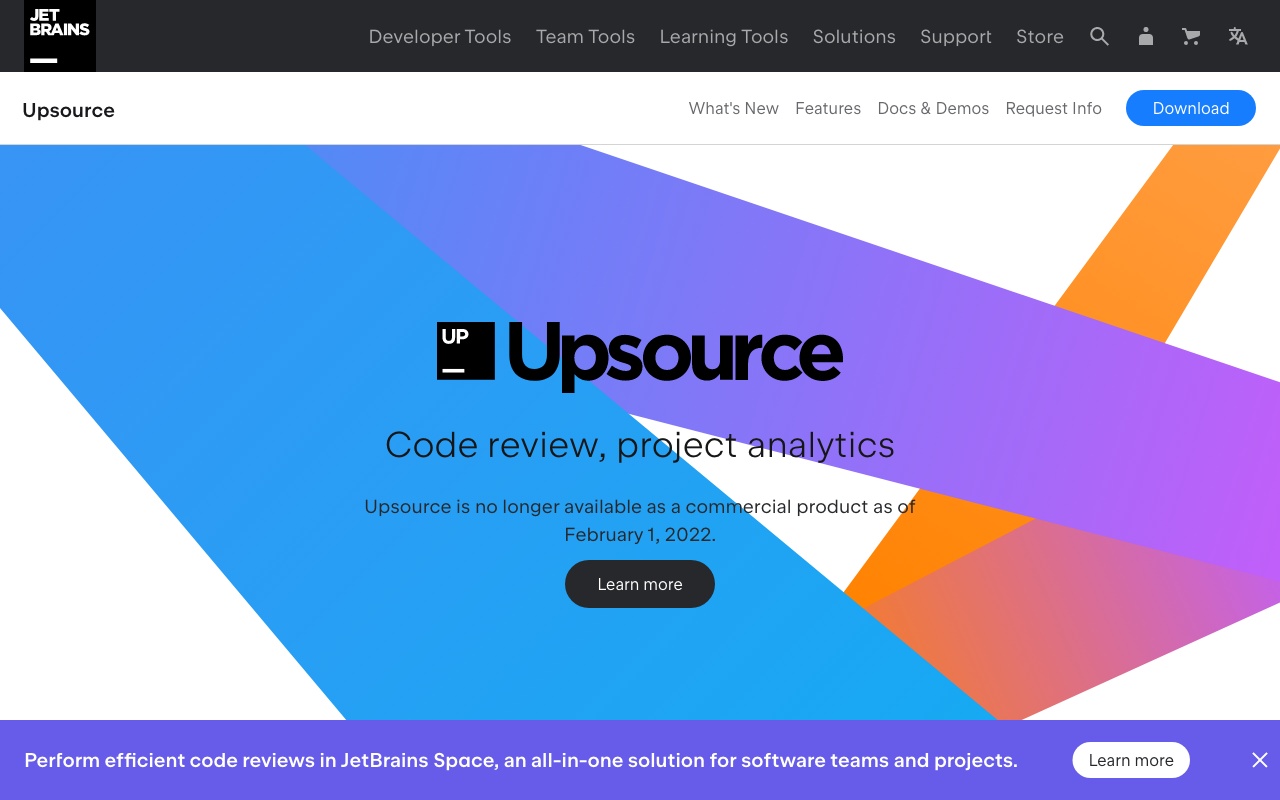 JET
BRAINS
Developer Tools Team Tools Learning Tools Solutions Support Store
Upsource
What's New Features Docs & Demos Request Info Download
UP Upsource
Code review, project analytics
Upsource is no longer available as a commercial product as of
February 1, 2022.
Learn more
Perform efficient code reviews in JetBrains Space, an all-in-one solution for software teams and projects. Learn more